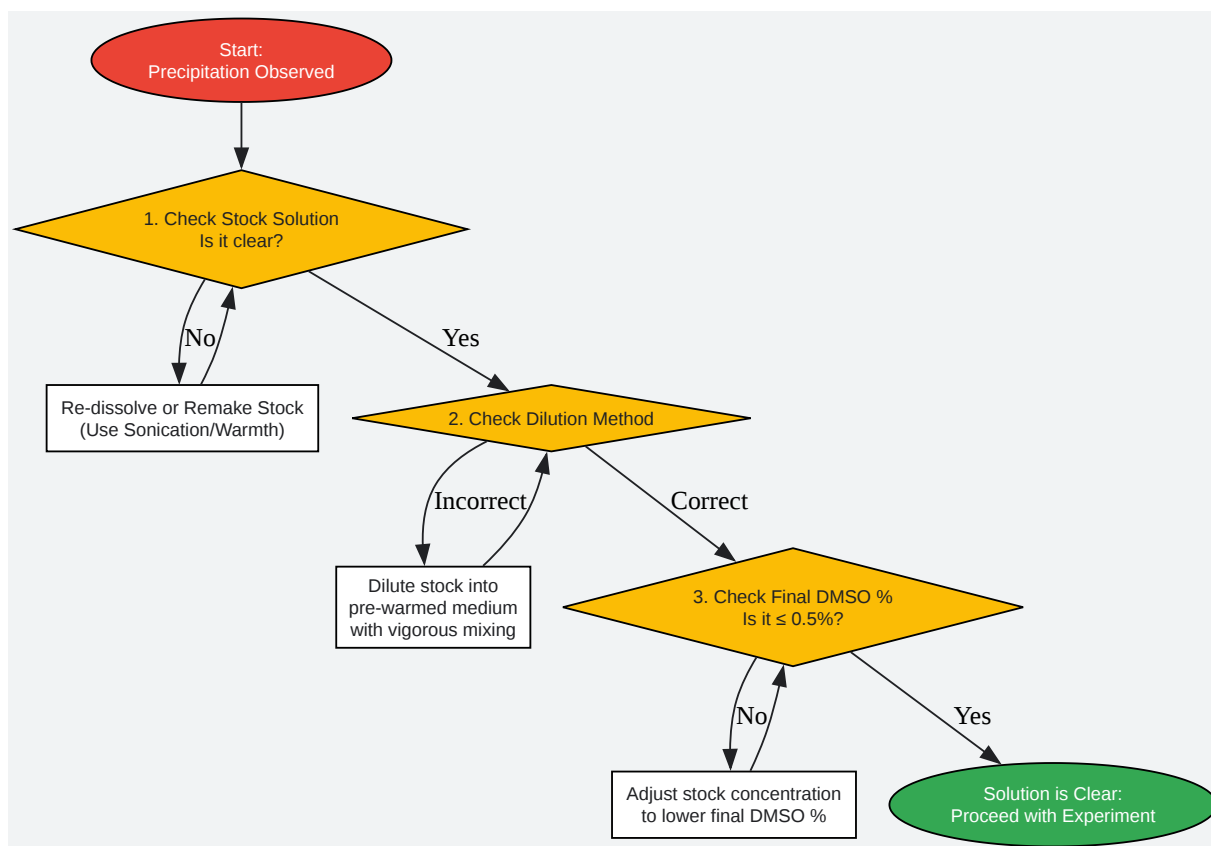 Start:
Precipitation Observed
1. Check Stock Solution
Is it clear?
No
Yes
Re-dissolve or Remake Stock
(Use Sonication/Warmth)
2. Check Dilution Method
Incorrect
Correct
Dilute stock into
pre-warmed medium
with vigorous mixing
3. Check Final DMSO %
Is it ≤ 0.5%?
No
Yes
Adjust stock concentration
to lower final DMSO %
Solution is Clear:
Proceed with Experiment